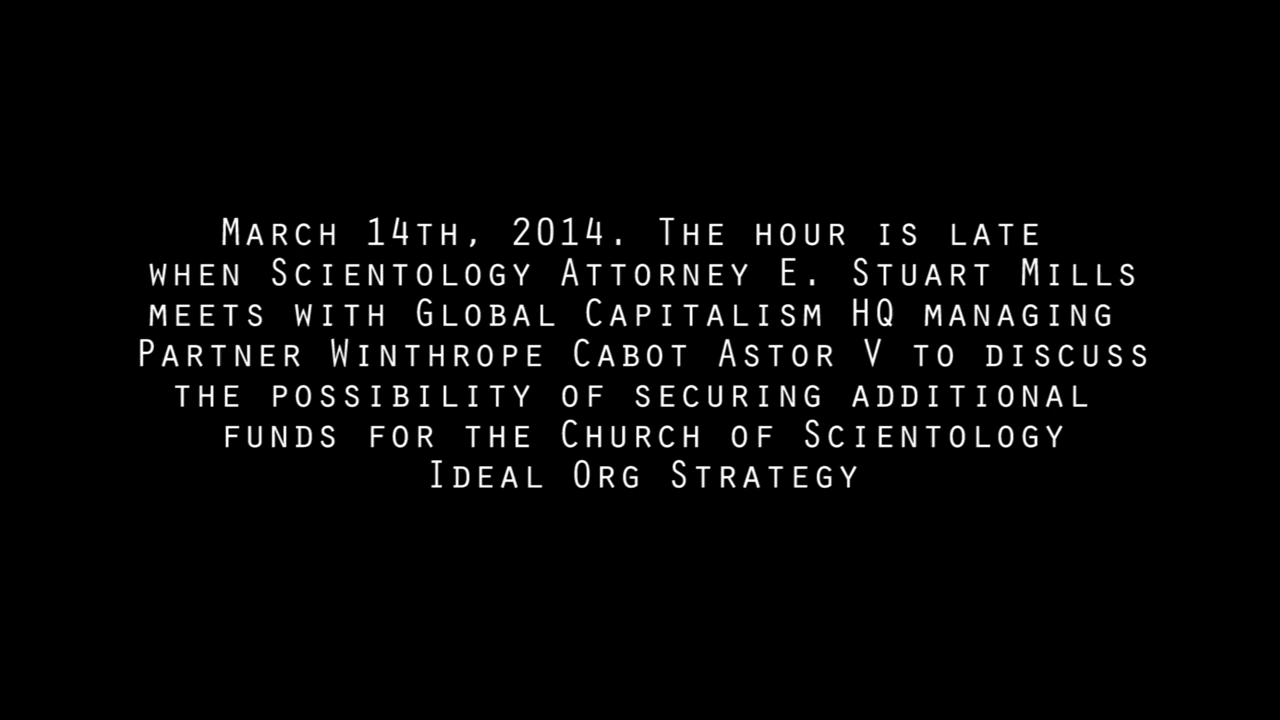 March 14th, 2014. The hour is late
when Scientology Attorney E. Stuart Mills
meets with Global Capitalism HQ managing
Partner Winthrope Cabot Astor V to discuss
the possibility of securing additional
funds for the Church of Scientology
Ideal Org Strategy